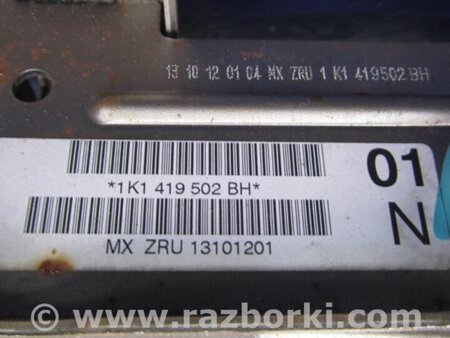 13 10 12 01 04 MX ZRU 1 K1 419502 BH
01
*1K1 419 502 BH*
N
MX ZRU 13101201
© www.razborki.com